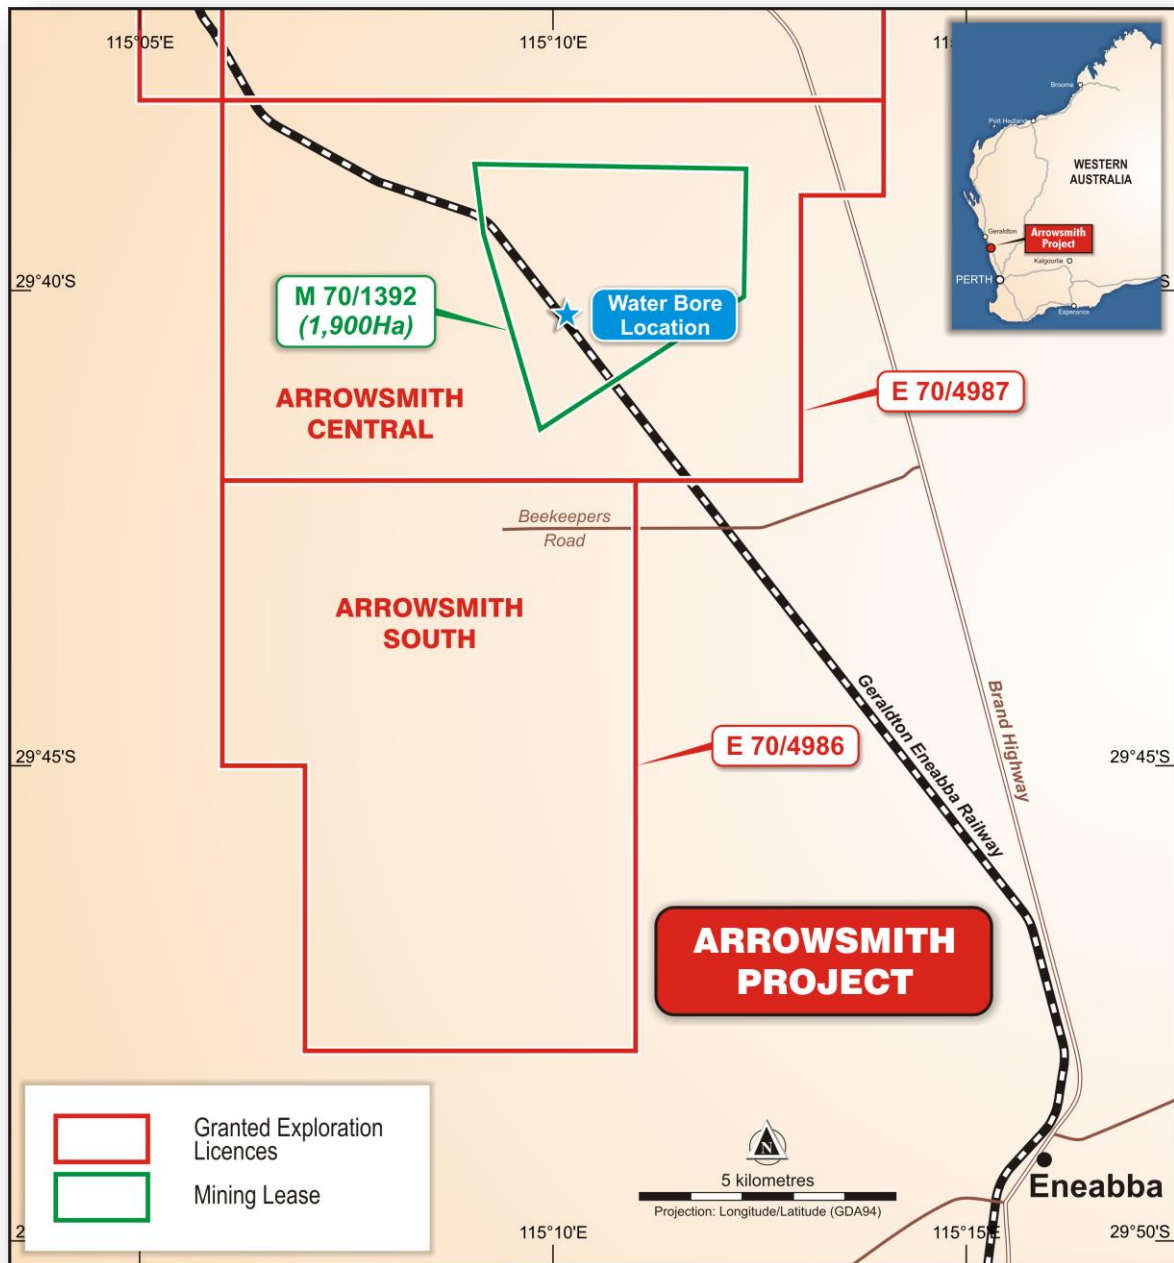 115°05'E
115°10'E
115
Broome
Port Hedland
WESTERN
AUSTRALIA
Geraldton
Arrowsmith
Project
Kalgoorlie
PERTH
Esperance
29°40'S
S
M 70/1392
(1,900Ha)
Water Bore
Location
ARROWSMITH
CENTRAL
E 70/4987
Beekeepers
Road
ARROWSMITH
SOUTH
Geraldton Eneabba Railway
Brand Highway
E 70/4986
29°45'S
29°45'S
ARROWSMITH
PROJECT
Granted Exploration
Licences
Mining Lease
N
5 kilometres
Projection: Longitude/Latitude (GDA94)
Eneabba
2
115°10'E
115°15'E
29°50'S